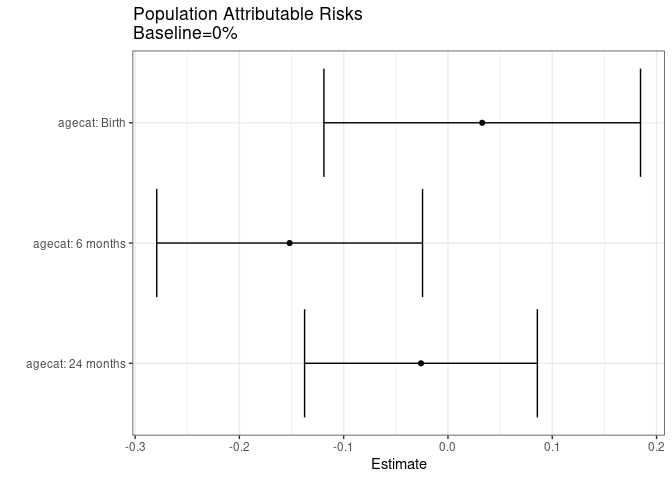 Population Attributable Risks
Baseline=0%
agecat: Birth
agecat: 6 months
agecat: 24 months
-0.3 -0.2 -0.1 0.0 0.1 0.2
Estimate